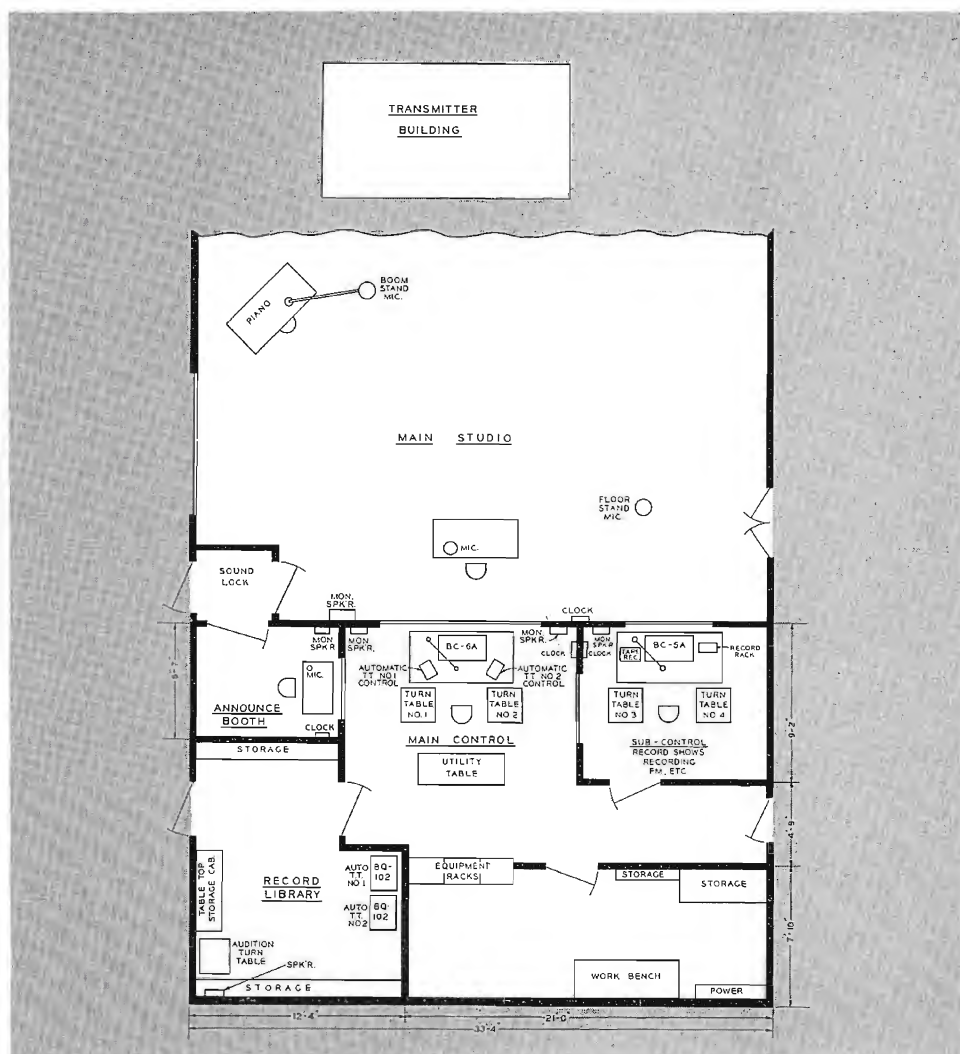 TRANSMITTER
BUILDING
PIANO
BOOM
STAND
MIC.
MAIN STUDIO
FLOOR
STAND
MIC.
MIC.
SOUND
LOCK
MON.
SPK'R.
CLOCK
MON
SPK'R
MON
SPK'R.
BC-6A
MON.
SPK'R.
CLOCK
MON
SPK'R
CLOCK
TAPE
REC.
BC-5A
RECORD
RACK
AUTOMATIC
TT. NO1
CONTROL
AUTOMATIC
TT NO.2
CONTROL
MIC.
ANNOUNCE
BOOTH
CLOCK
TURN
TABLE
NO.1
TURN
TABLE
NO 2
TURN
TABLE
NO 3
TURN
TABLE
NO 4
MAIN CONTROL
SUB-CONTROL
RECORD SHOWS
RECORDING
FM, ETC
9'-2"
STORAGE
UTILITY
TABLE
4'-9"
TABLE TOP
STORAGE CAB.
RECORD
LIBRARY
AUTO
T.T.
NO 1
BQ-
102
AUTO
T.T.
NO2
BQ-
102
EQUIPMENT
RACKS
STORAGE
STORAGE
7'-10"
AUDITION
TURN
TABLE
SPK'R.
STORAGE
WORK BENCH
POWER
12'-4"
21'-0"
33'-4"